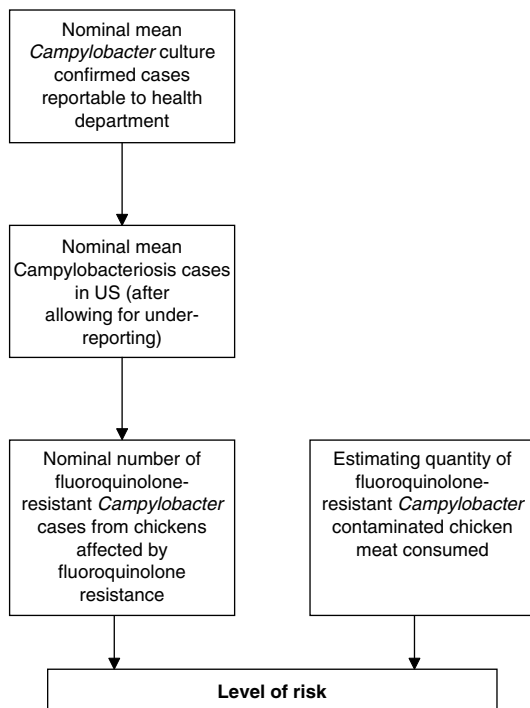 Nominal mean
Campylobacter culture
confirmed cases
reportable to health
department
Nominal mean
Campylobacteriosis cases
in US (after
allowing for under-
reporting)
Nominal number of
fluoroquinolone-
resistant Campylobacter
cases from chickens
affected by
fluoroquinolone
resistance
Estimating quantity of
fluoroquinolone-
resistant Campylobacter
contaminated chicken
meat consumed
Level of risk